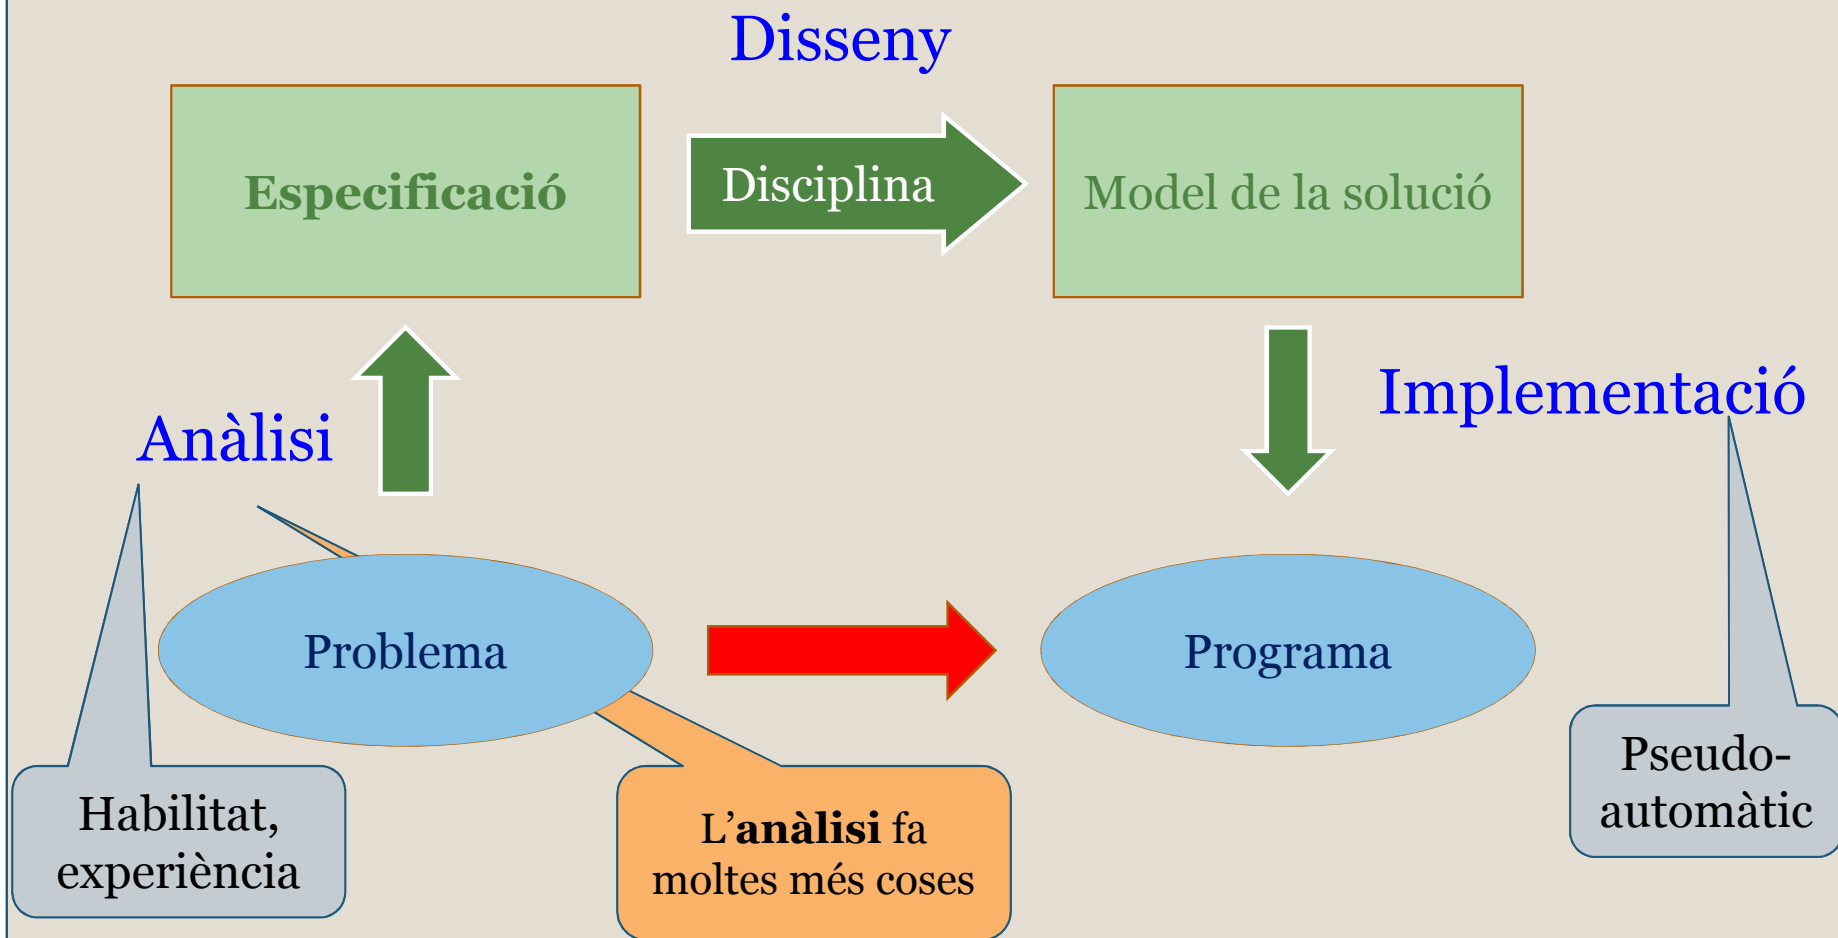 Disseny
Especificació
Disciplina
Model de la solució
Anàlisi
Implementació
Problema
Programa
Habilitat,
experiència
L’anàlisi fa
moltes més coses
Pseudo-
automàtic